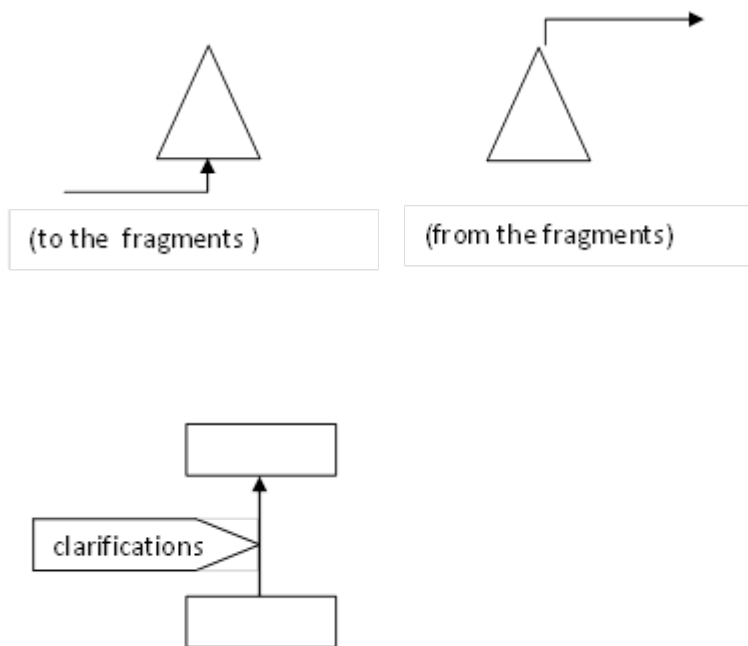 (to the fragments )
(from the fragments)
clarifications